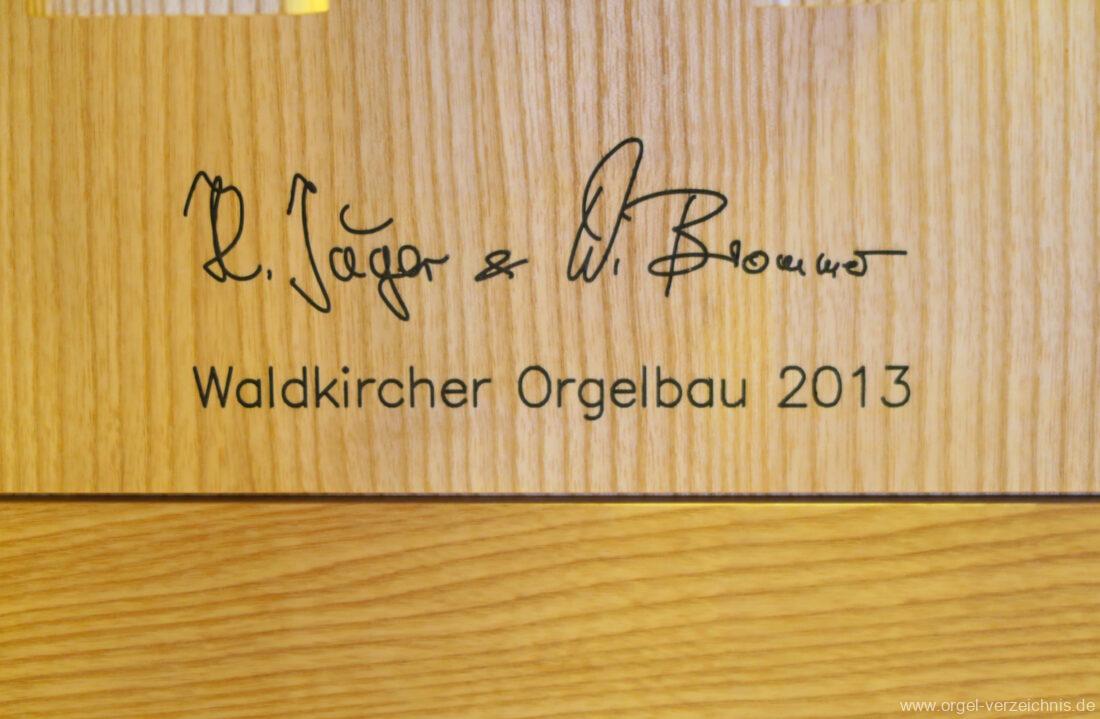 H. Jäger & W. Brommer
Waldkircher Orgelbau 2013
www.orgel-verzeichnis.de